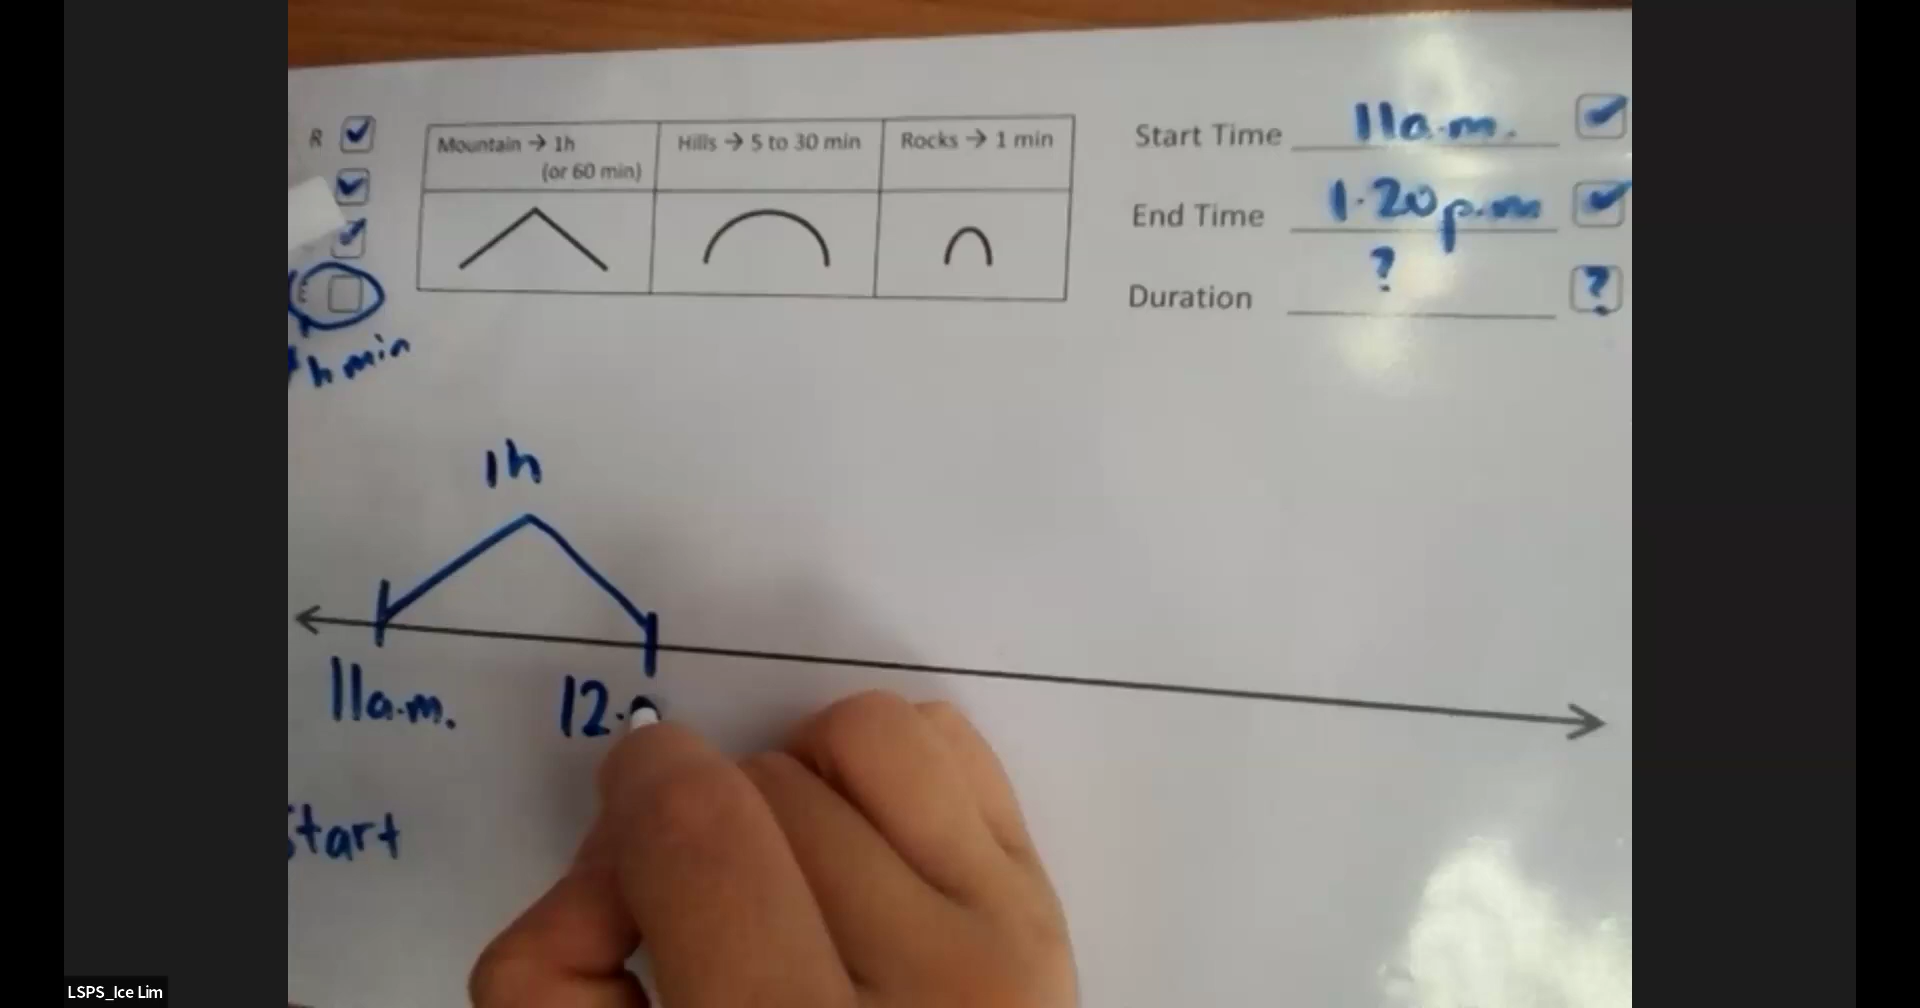 R
Mountain → 1h
(or 60 min)
Hills → 5 to 30 min
Rocks → 1 min
Start Time 11a.m.
End Time 1.20p.m
?
Duration
?
h min
1h
11a.m.
12.
Start
LSPS_Ice Lim